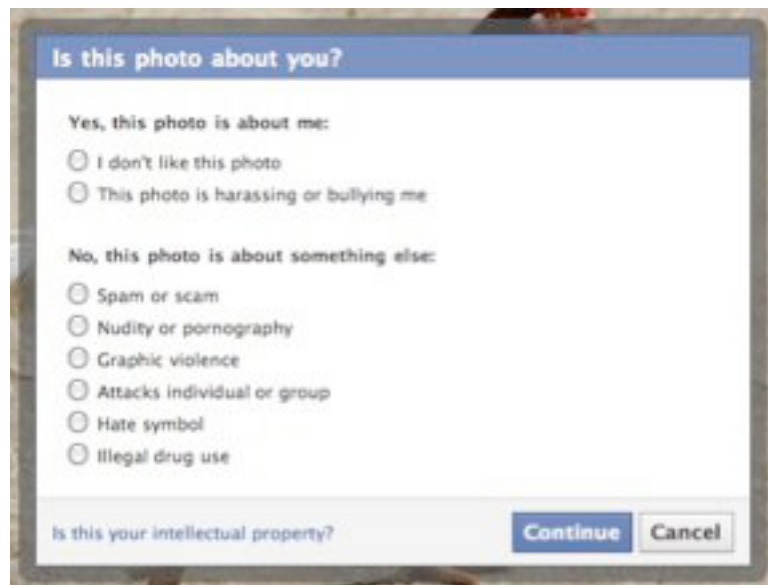 Is this photo about you?
Yes, this photo is about me:
I don't like this photo
This photo is harassing or bullying me
No, this photo is about something else:
Spam or scam
Nudity or pornography
Graphic violence
Attacks individual or group
Hate symbol
Illegal drug use
Is this your intellectual property?
Continue
Cancel